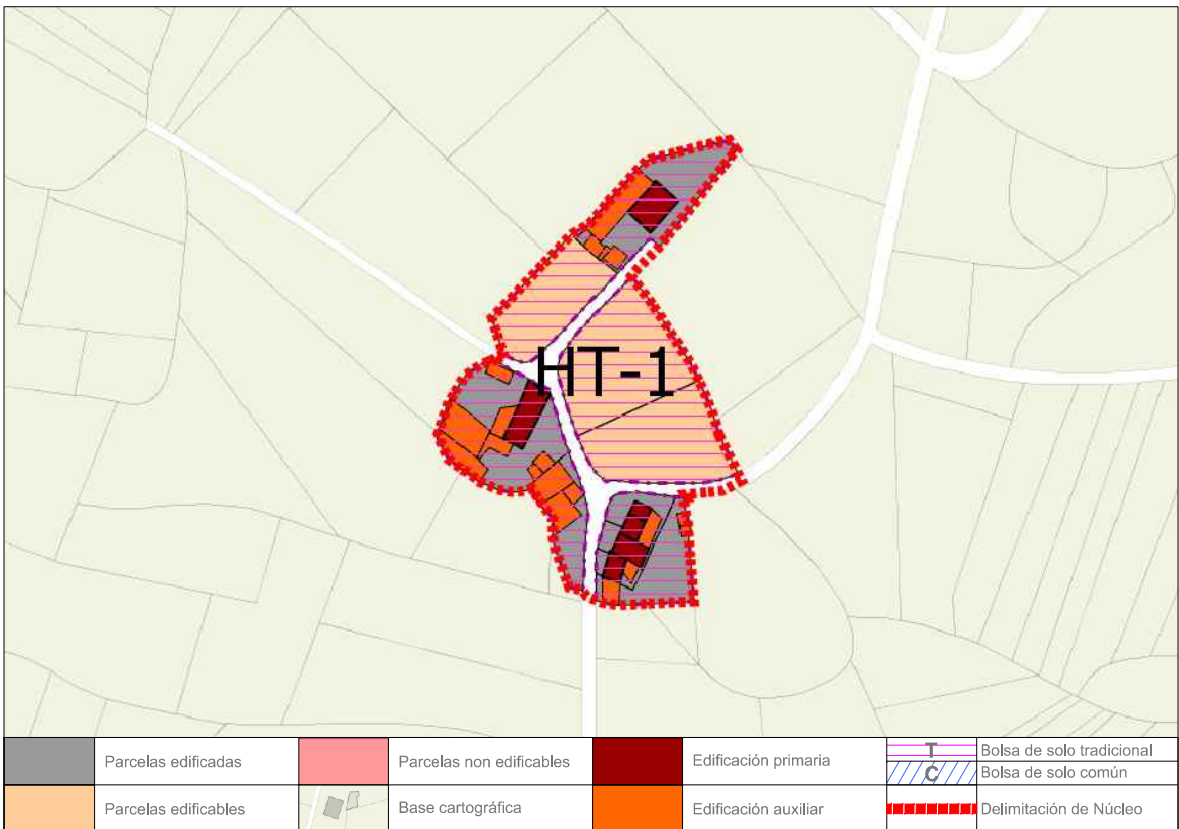 HT-1
Parcelas edificadas
Parcelas non edificables
Edificación primaria
T
Bolsa de solo tradicional
C
Bolsa de solo común
Parcelas edificables
Base cartográfica
Edificación auxiliar
Delimitación de Núcleo